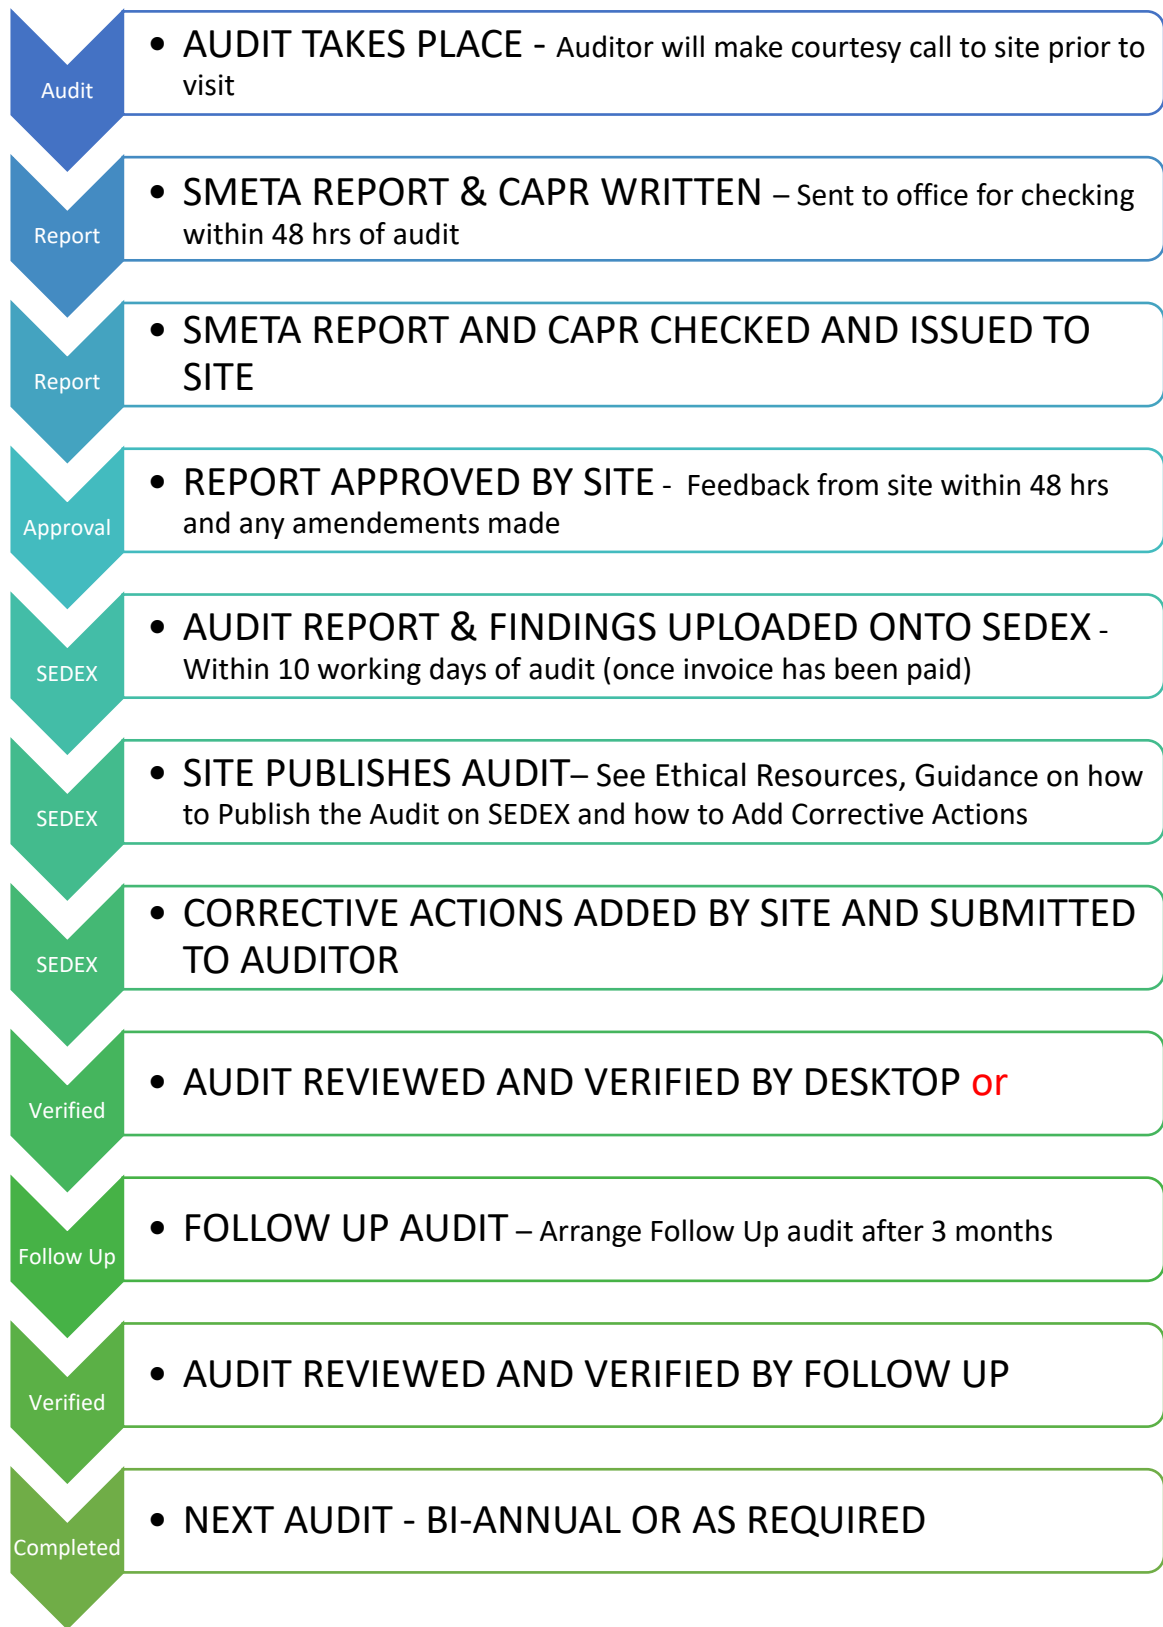 Audit
• AUDIT TAKES PLACE - Auditor will make courtesy call to site prior to
visit
Report
• SMETA REPORT & CAPR WRITTEN – Sent to office for checking
within 48 hrs of audit
Report
• SMETA REPORT AND CAPR CHECKED AND ISSUED TO
SITE
Approval
• REPORT APPROVED BY SITE - Feedback from site within 48 hrs
and any amendements made
SEDEX
• AUDIT REPORT & FINDINGS UPLOADED ONTO SEDEX -
Within 10 working days of audit (once invoice has been paid)
SEDEX
• SITE PUBLISHES AUDIT– See Ethical Resources, Guidance on how
to Publish the Audit on SEDEX and how to Add Corrective Actions
SEDEX
• CORRECTIVE ACTIONS ADDED BY SITE AND SUBMITTED
TO AUDITOR
Verified
• AUDIT REVIEWED AND VERIFIED BY DESKTOP or
Follow Up
• FOLLOW UP AUDIT – Arrange Follow Up audit after 3 months
Verified
• AUDIT REVIEWED AND VERIFIED BY FOLLOW UP
Completed
• NEXT AUDIT - BI-ANNUAL OR AS REQUIRED